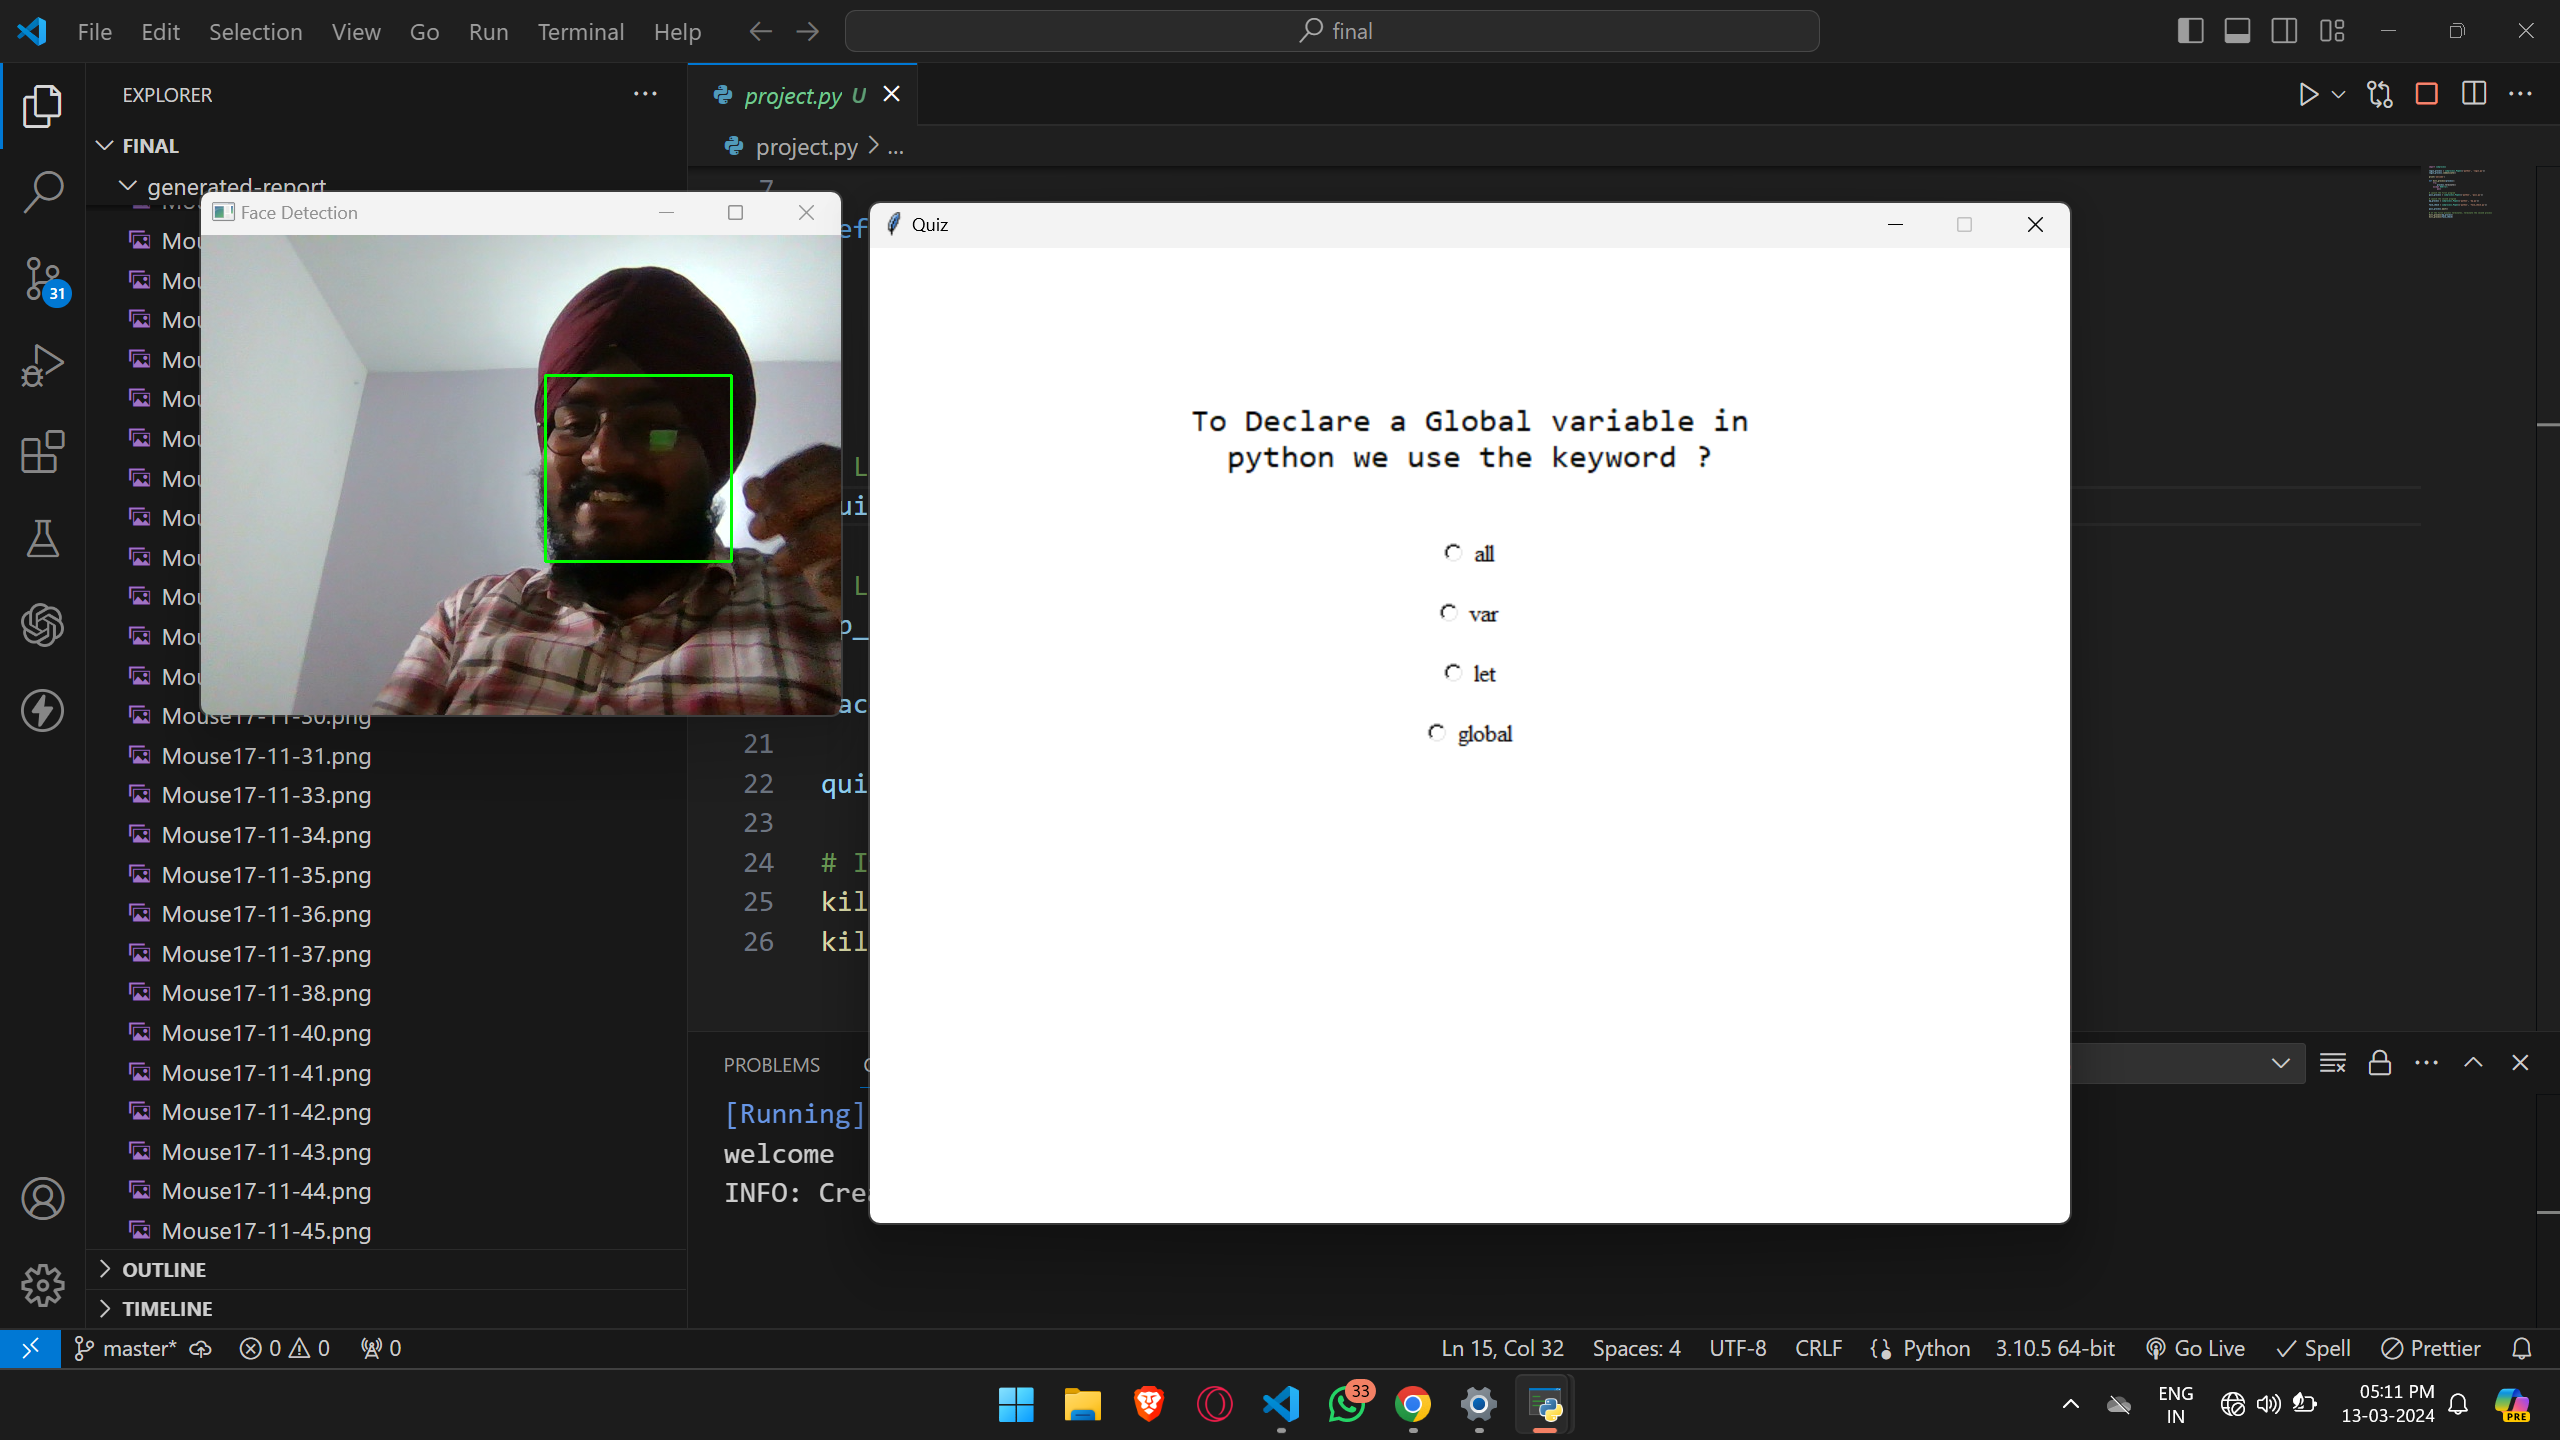 File Edit Selection View Go Run Terminal Help
final
EXPLORER
FINAL
generated-report
Mou
Mou
Mou
Mou
Mou
Mou
Mou
Mou
Mou
Mou
Mou
Mou
Mouse17-11-30.png
Mouse17-11-31.png
Mouse17-11-33.png
Mouse17-11-34.png
Mouse17-11-35.png
Mouse17-11-36.png
Mouse17-11-37.png
Mouse17-11-38.png
Mouse17-11-40.png
Mouse17-11-41.png
Mouse17-11-42.png
Mouse17-11-43.png
Mouse17-11-44.png
Mouse17-11-45.png
OUTLINE
TIMELINE
31
Face Detection
project.py U
project.py > ...
7
ef
L
ui
L
p_
ac
21
22 qui
23
24 # I
25 kil
26 kil
Quiz
To Declare a Global variable in
python we use the keyword ?
all
var
let
global
PROBLEMS
[Running]
welcome
INFO: Crea
master* 0 0 0
Ln 15, Col 32 Spaces: 4 UTF-8 CRLF Python 3.10.5 64-bit Go Live Spell Prettier
33
ENG
IN
05:11 PM
13-03-2024
PRE